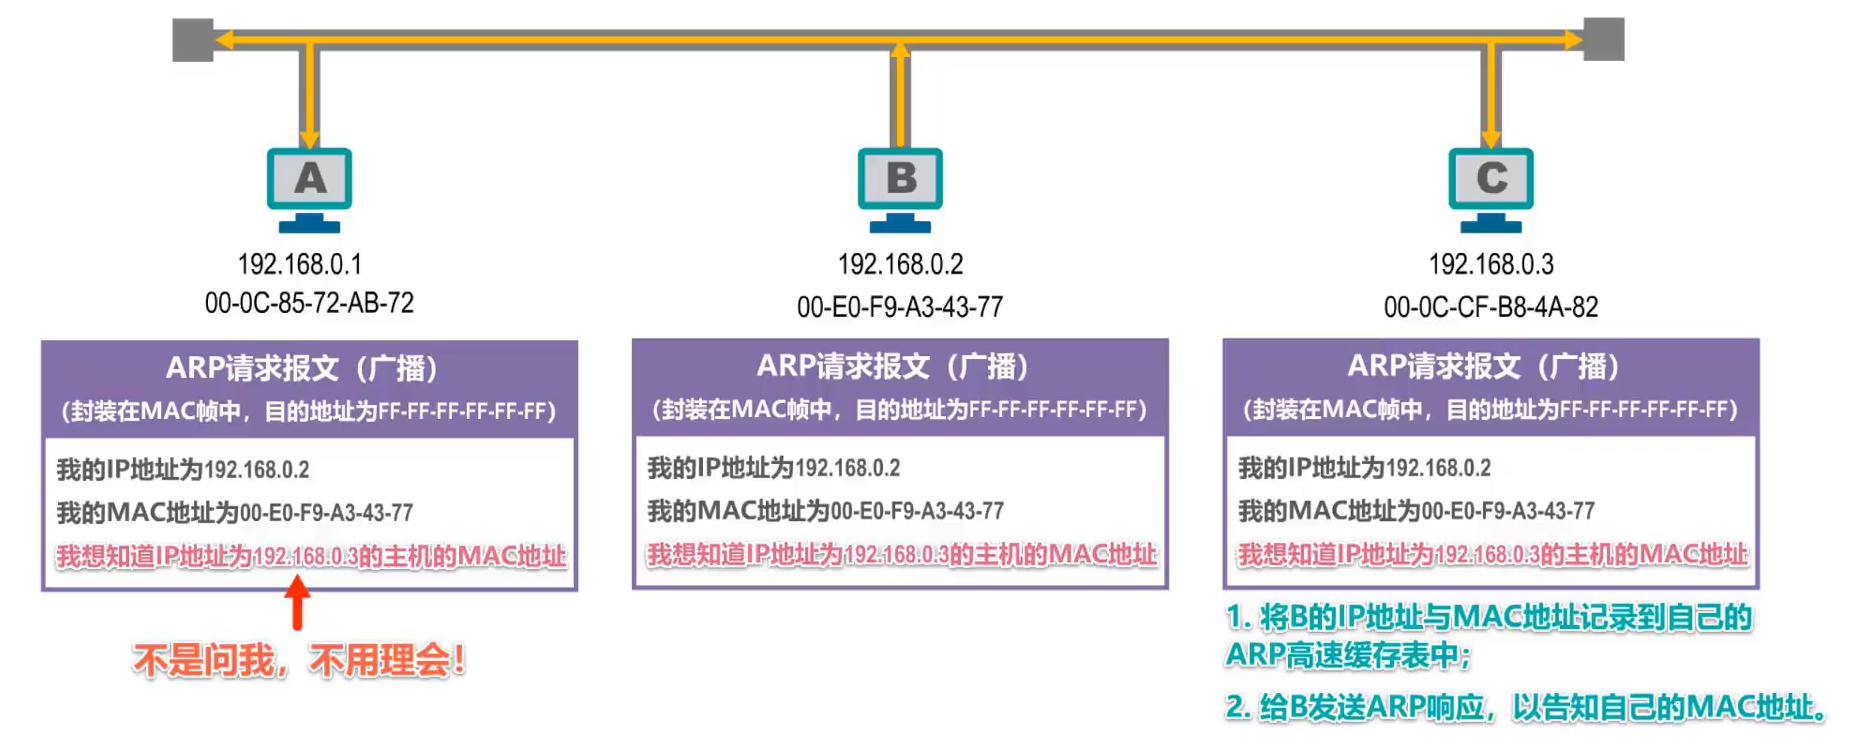 A
B
C
192.168.0.1
00-0C-85-72-AB-72
192.168.0.2
00-E0-F9-A3-43-77
192.168.0.3
00-0C-CF-B8-4A-82
ARP请求报文（广播）
（封装在MAC帧中，目的地址为FF-FF-FF-FF-FF-FF）
我的IP地址为192.168.0.2
我的MAC地址为00-E0-F9-A3-43-77
我想知道IP地址为192.168.0.3的主机的MAC地址
不是问我，不用理会！
ARP请求报文（广播）
（封装在MAC帧中，目的地址为FF-FF-FF-FF-FF-FF）
我的IP地址为192.168.0.2
我的MAC地址为00-E0-F9-A3-43-77
我想知道IP地址为192.168.0.3的主机的MAC地址
ARP请求报文（广播）
（封装在MAC帧中，目的地址为FF-FF-FF-FF-FF-FF）
我的IP地址为192.168.0.2
我的MAC地址为00-E0-F9-A3-43-77
我想知道IP地址为192.168.0.3的主机的MAC地址
1. 将B的IP地址与MAC地址记录到自己的
ARP高速缓存表中；
2. 给B发送ARP响应，以告知自己的MAC地址。